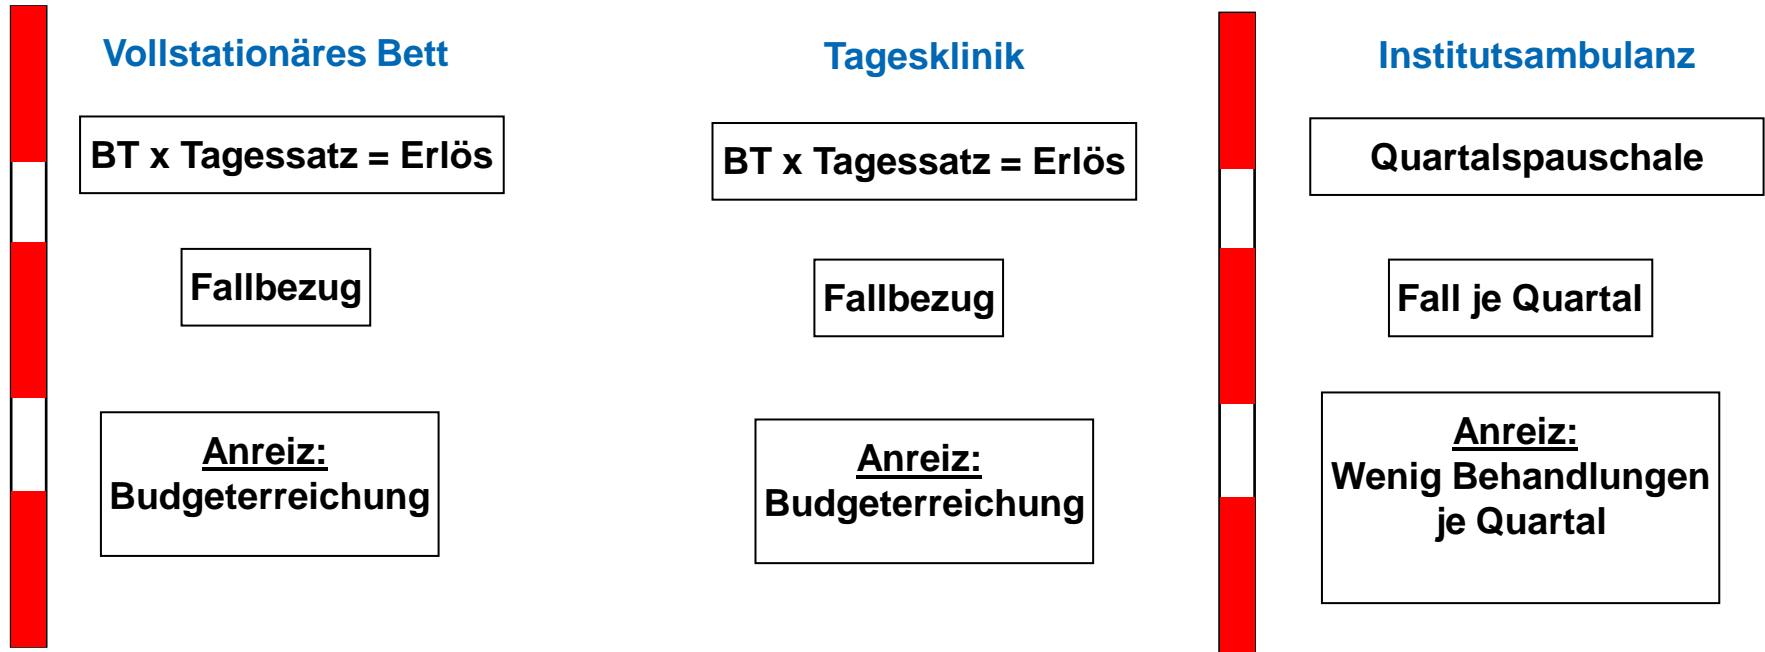 Vollstationäres Bett
BT x Tagessatz = Erlös
Fallbezug
Anreiz:
Budgeterreichung
Tagesklinik
BT x Tagessatz = Erlös
Fallbezug
Anreiz:
Budgeterreichung
Institutsambulanz
Quartalspauschale
Fall je Quartal
Anreiz:
Wenig Behandlungen
je Quartal